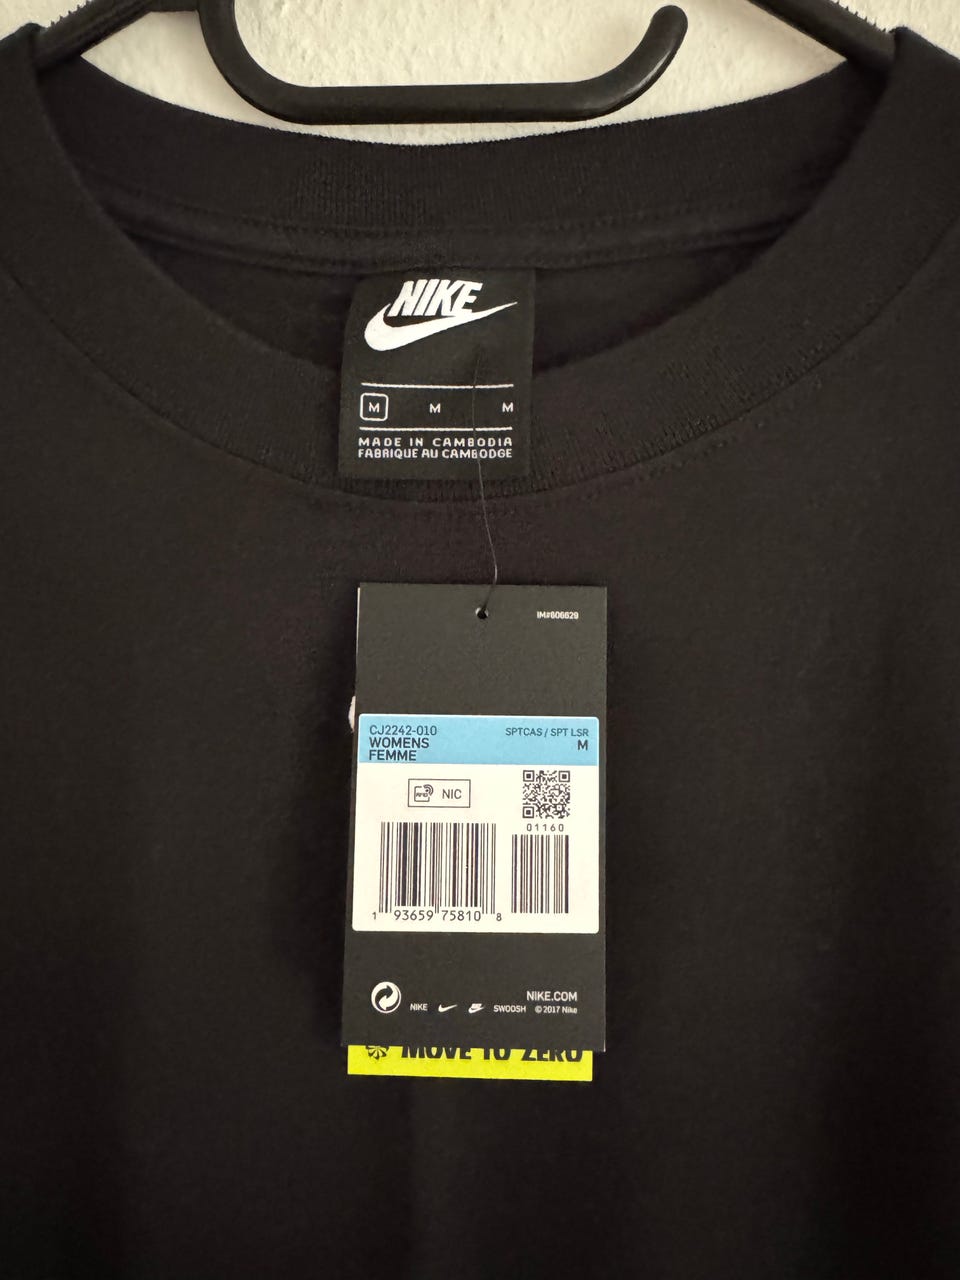 NIKE
M M M
MADE IN CAMBODIA
FABRIQUE AU CAMBODGE
IM#606629
CJ2242-010 SPTCAS / SPT LSR
WOMENS M
FEMME
NIC
01160
1 93659 75810 8
NIKE.COM
NIKE SWOOSH © 2017 Nike
MOVE TO ZERO